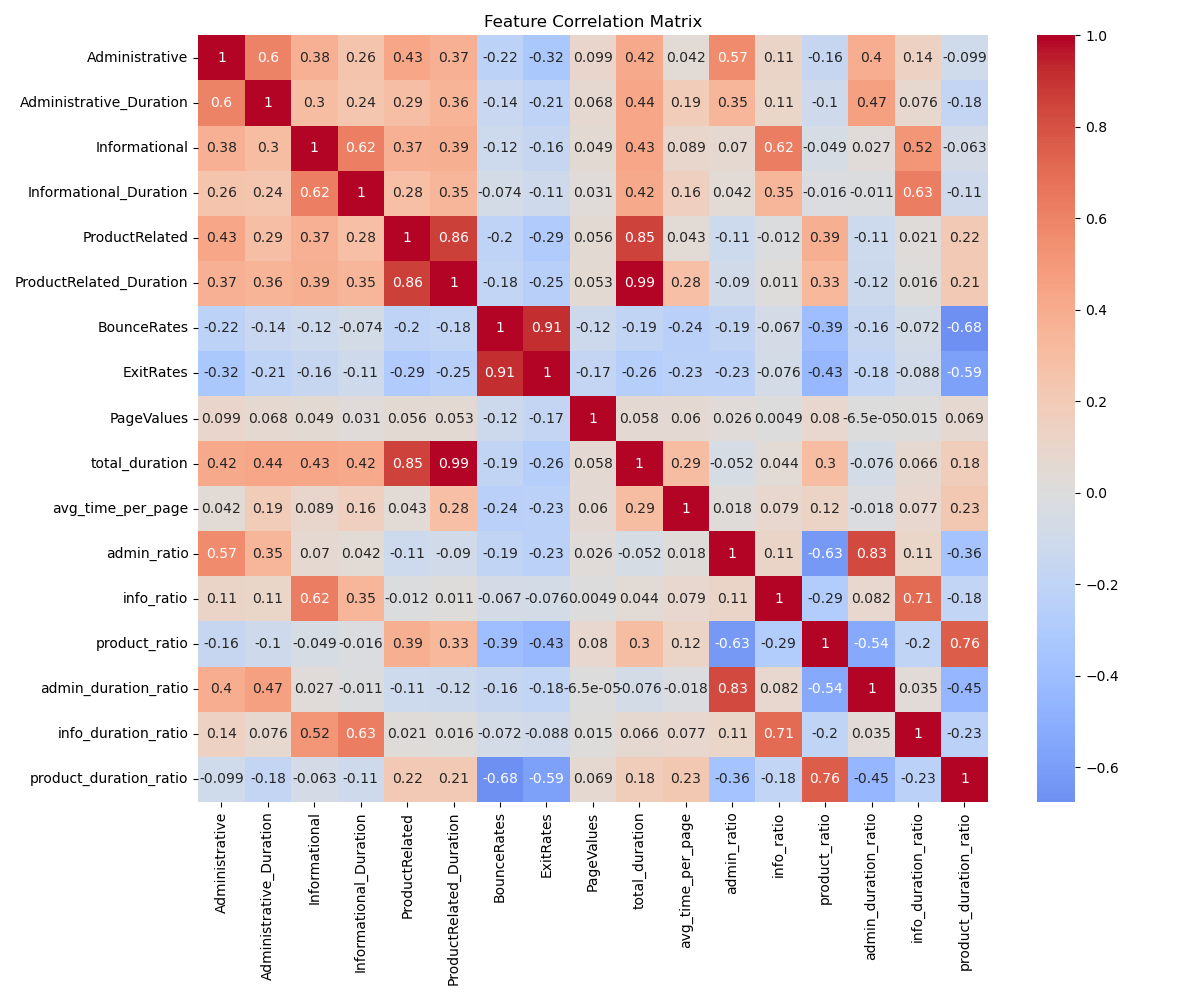 Feature Correlation Matrix
Administrative 1 0.6 0.38 0.26 0.43 0.37 -0.22 -0.32 0.099 0.42 0.042 0.57 0.11 -0.16 0.4 0.14 -0.099
Administrative_Duration 0.6 1 0.3 0.24 0.29 0.36 -0.14 -0.21 0.068 0.44 0.19 0.35 0.11 -0.1 0.47 0.076 -0.18
Informational 0.38 0.3 1 0.62 0.37 0.39 -0.12 -0.16 0.049 0.43 0.089 0.07 0.62 -0.049 0.027 0.52 -0.063
Informational_Duration 0.26 0.24 0.62 1 0.28 0.35 -0.074 -0.11 0.031 0.42 0.16 0.042 0.35 -0.016 -0.011 0.63 -0.11
ProductRelated 0.43 0.29 0.37 0.28 1 0.86 -0.2 -0.29 0.056 0.85 0.043 -0.11 -0.012 0.39 -0.11 0.021 0.22
ProductRelated_Duration 0.37 0.36 0.39 0.35 0.86 1 -0.18 -0.25 0.053 0.99 0.28 -0.09 0.011 0.33 -0.12 0.016 0.21
BounceRates -0.22 -0.14 -0.12 -0.074 -0.2 -0.18 1 0.91 -0.12 -0.19 -0.24 -0.19 -0.067 -0.39 -0.16 -0.072 -0.68
ExitRates -0.32 -0.21 -0.16 -0.11 -0.29 -0.25 0.91 1 -0.17 -0.26 -0.23 -0.23 -0.076 -0.43 -0.18 -0.088 -0.59
PageValues 0.099 0.068 0.049 0.031 0.056 0.053 -0.12 -0.17 1 0.058 0.06 0.026 0.0049 0.08 -6.5e-05 0.015 0.069
total_duration 0.42 0.44 0.43 0.42 0.85 0.99 -0.19 -0.26 0.058 1 0.29 -0.052 0.044 0.3 -0.076 0.066 0.18
avg_time_per_page 0.042 0.19 0.089 0.16 0.043 0.28 -0.24 -0.23 0.06 0.29 1 0.018 0.079 0.12 -0.018 0.077 0.23
admin_ratio 0.57 0.35 0.07 0.042 -0.11 -0.09 -0.19 -0.23 0.026 -0.052 0.018 1 0.11 -0.63 0.83 0.11 -0.36
info_ratio 0.11 0.11 0.62 0.35 -0.012 0.011 -0.067 -0.076 0.0049 0.044 0.079 0.11 1 -0.29 0.082 0.71 -0.18
product_ratio -0.16 -0.1 -0.049 -0.016 0.39 0.33 -0.39 -0.43 0.08 0.3 0.12 -0.63 -0.29 1 -0.54 -0.2 0.76
admin_duration_ratio 0.4 0.47 0.027 -0.011 -0.11 -0.12 -0.16 -0.18 -6.5e-05 -0.076 -0.018 0.83 0.082 -0.54 1 0.035 -0.45
info_duration_ratio 0.14 0.076 0.52 0.63 0.021 0.016 -0.072 -0.088 0.015 0.066 0.077 0.11 0.71 -0.2 0.035 1 -0.23
product_duration_ratio -0.099 -0.18 -0.063 -0.11 0.22 0.21 -0.68 -0.59 0.069 0.18 0.23 -0.36 -0.18 0.76 -0.45 -0.23 1
Administrative
Administrative_Duration
Informational
Informational_Duration
ProductRelated
ProductRelated_Duration
BounceRates
ExitRates
PageValues
total_duration
avg_time_per_page
admin_ratio
info_ratio
product_ratio
admin_duration_ratio
info_duration_ratio
product_duration_ratio
1.0
0.8
0.6
0.4
0.2
0.0
−0.2
−0.4
−0.6